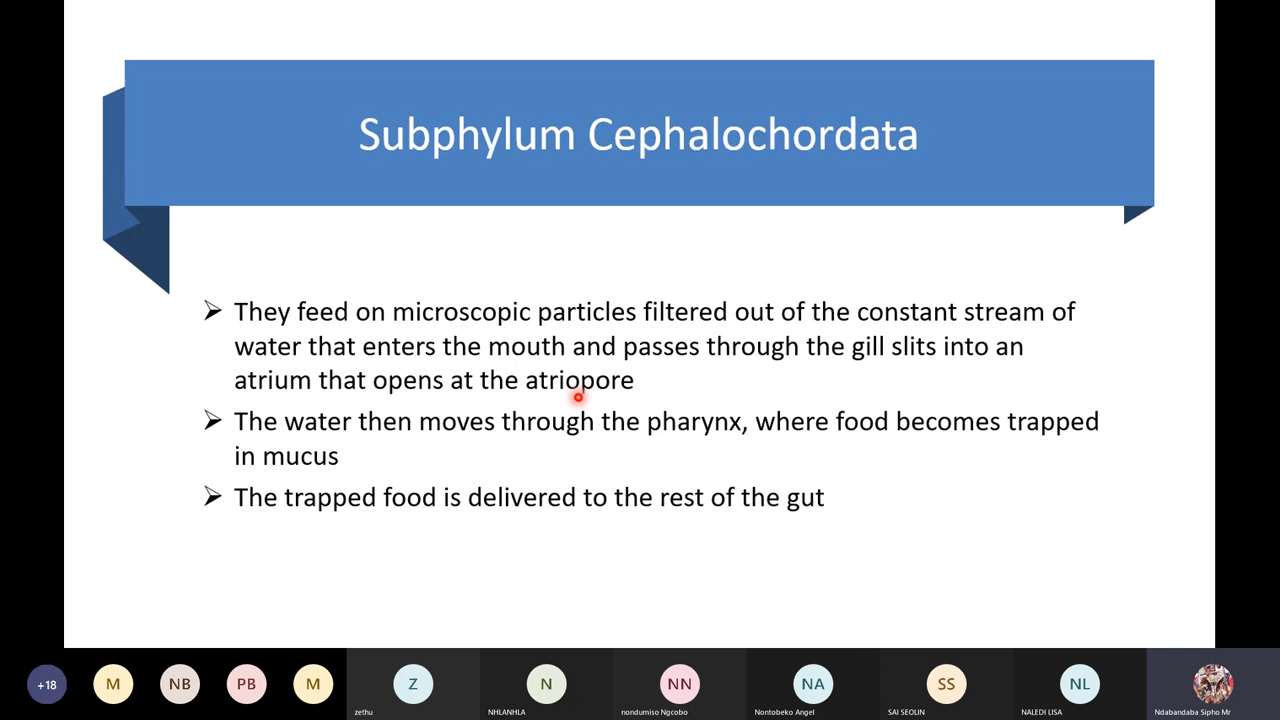 Subphylum Cephalochordata
They feed on microscopic particles filtered out of the constant stream of
water that enters the mouth and passes through the gill slits into an
atrium that opens at the atriopore
The water then moves through the pharynx, where food becomes trapped
in mucus
The trapped food is delivered to the rest of the gut
+18
M
NB
PB
M
Z
N
NN
NA
SS
NL
zethu
NHLANHLA
nondumiso Ngcobo
Nontobeko Angel
SAI SEOLIN
NALEDI LISA
Ndabandaba Sipho Mr